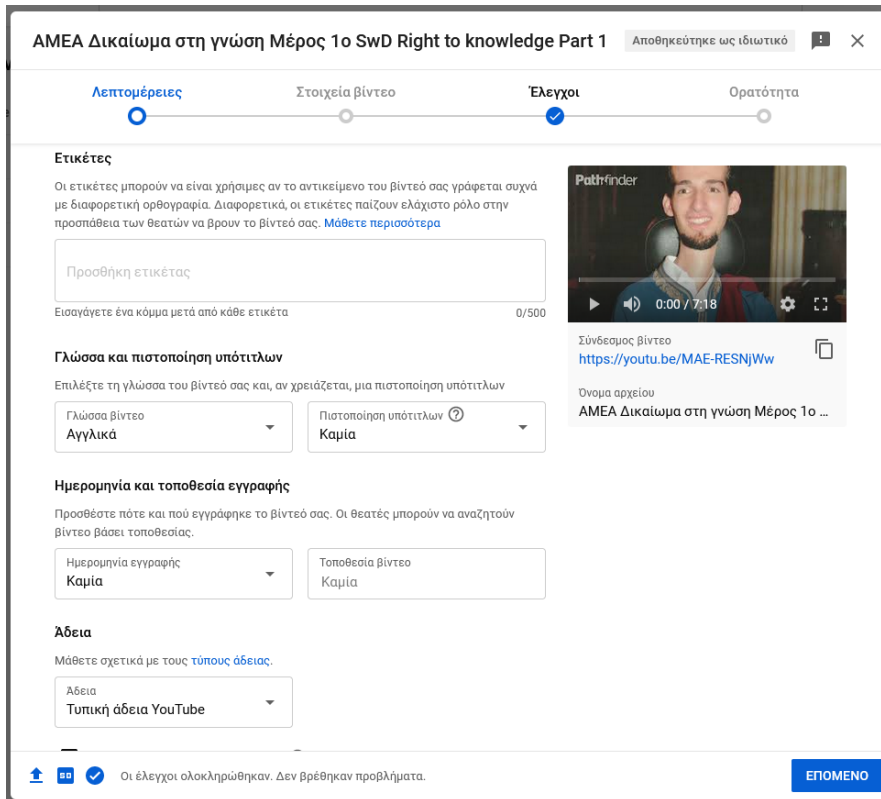 ΑΜΕΑ Δικαίωμα στη γνώση Μέρος 1ο SwD Right to knowledge Part 1
Αποθηκεύτηκε ως ιδιωτικό
Λεπτομέρειες
Στοιχεία βίντεο
Έλεγχοι
Ορατότητα
Ετικέτες
Οι ετικέτες μπορούν να είναι χρήσιμες αν το αντικείμενο του βίντεό σας γράφεται συχνά
με διαφορετική ορθογραφία. Διαφορετικά, οι ετικέτες παίζουν ελάχιστο ρόλο στην
προσπάθεια των θεατών να βρουν το βίντεό σας. Μάθετε περισσότερα
Προσθήκη ετικέτας
Εισαγάγετε ένα κόμμα μετά από κάθε ετικέτα
0/500
Pathfinder
0:00 / 7:18
Σύνδεσμος βίντεο
https://youtu.be/MAE-RESNjWw
Όνομα αρχείου
ΑΜΕΑ Δικαίωμα στη γνώση Μέρος 1ο ...
Γλώσσα και πιστοποίηση υπότιτλων
Επιλέξτε τη γλώσσα του βίντεό σας και, αν χρειάζεται, μια πιστοποίηση υπότιτλων
Γλώσσα βίντεο
Αγγλικά
Πιστοποίηση υπότιτλων
Καμία
Ημερομηνία και τοποθεσία εγγραφής
Προσθέστε πότε και πού εγγράφηκε το βίντεό σας. Οι θεατές μπορούν να αναζητούν
βίντεο βάσει τοποθεσίας.
Ημερομηνία εγγραφής
Καμία
Τοποθεσία βίντεο
Καμία
Άδεια
Μάθετε σχετικά με τους τύπους άδειας.
Άδεια
Τυπική άδεια YouTube
SD
Οι έλεγχοι ολοκληρώθηκαν. Δεν βρέθηκαν προβλήματα.
ΕΠΟΜΕΝΟ